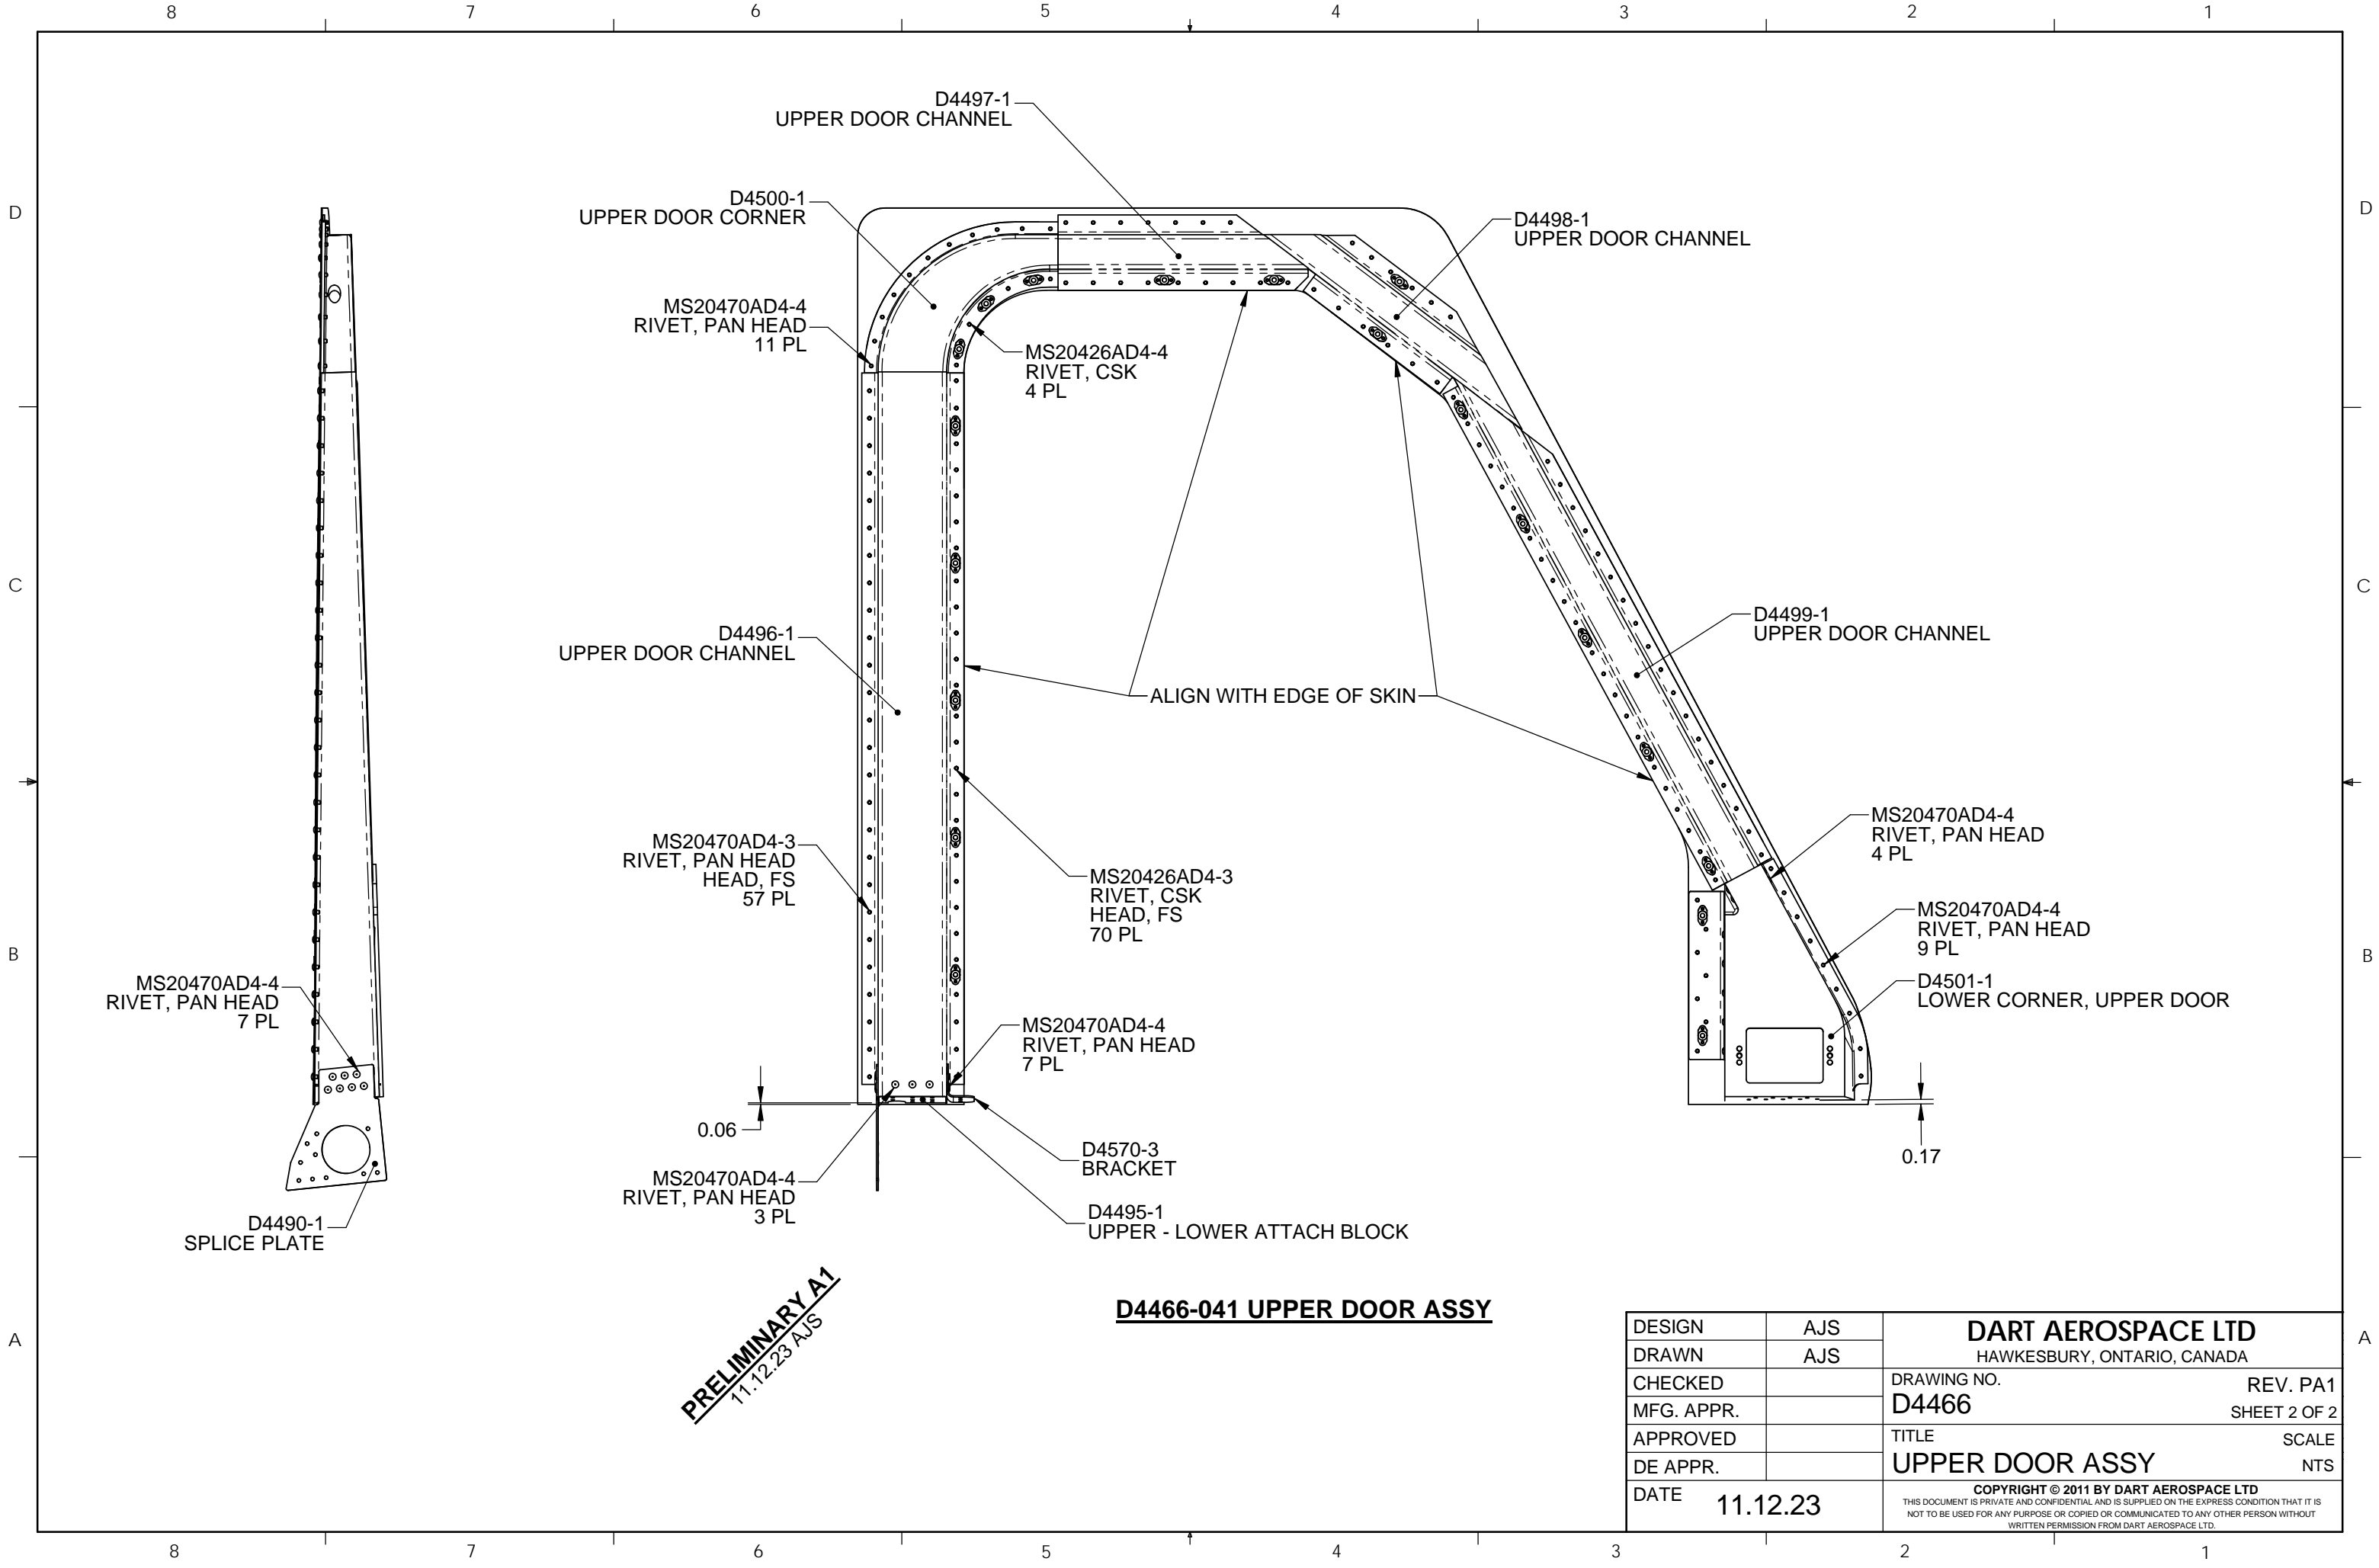 8 7 6 5 4 3 2 1
D4497-1
UPPER DOOR CHANNEL
D4500-1
UPPER DOOR CORNER
D D
D4498-1
UPPER DOOR CHANNEL
MS20470AD4-4
RIVET, PAN HEAD
11 PL
MS20426AD4-4
RIVET, CSK
4 PL
C C
D4496-1
UPPER DOOR CHANNEL
D4499-1
UPPER DOOR CHANNEL
ALIGN WITH EDGE OF SKIN
MS20470AD4-3
RIVET, PAN HEAD
HEAD, FS
57 PL
MS20426AD4-3
RIVET, CSK
HEAD, FS
70 PL
MS20470AD4-4
RIVET, PAN HEAD
4 PL
MS20470AD4-4
RIVET, PAN HEAD
9 PL
B B
D4501-1
LOWER CORNER, UPPER DOOR
MS20470AD4-4
RIVET, PAN HEAD
7 PL
MS20470AD4-4
RIVET, PAN HEAD
7 PL
0.06
0.17
D4570-3
BRACKET
MS20470AD4-4
RIVET, PAN HEAD
3 PL
D4495-1
UPPER - LOWER ATTACH BLOCK
D4490-1
SPLICE PLATE
PRELIMINARY A1
11.12.23 AJS
D4466-041 UPPER DOOR ASSY
A A
DESIGN AJS
DRAWN AJS
CHECKED
MFG. APPR.
APPROVED
DE APPR.
DATE 11.12.23
DART AEROSPACE LTD
HAWKESBURY, ONTARIO, CANADA
DRAWING NO. REV. PA1
D4466 SHEET 2 OF 2
TITLE SCALE
UPPER DOOR ASSY NTS
COPYRIGHT © 2011 BY DART AEROSPACE LTD
THIS DOCUMENT IS PRIVATE AND CONFIDENTIAL AND IS SUPPLIED ON THE EXPRESS CONDITION THAT IT IS
NOT TO BE USED FOR ANY PURPOSE OR COPIED OR COMMUNICATED TO ANY OTHER PERSON WITHOUT
WRITTEN PERMISSION FROM DART AEROSPACE LTD.
8 7 6 5 4 3 2 1